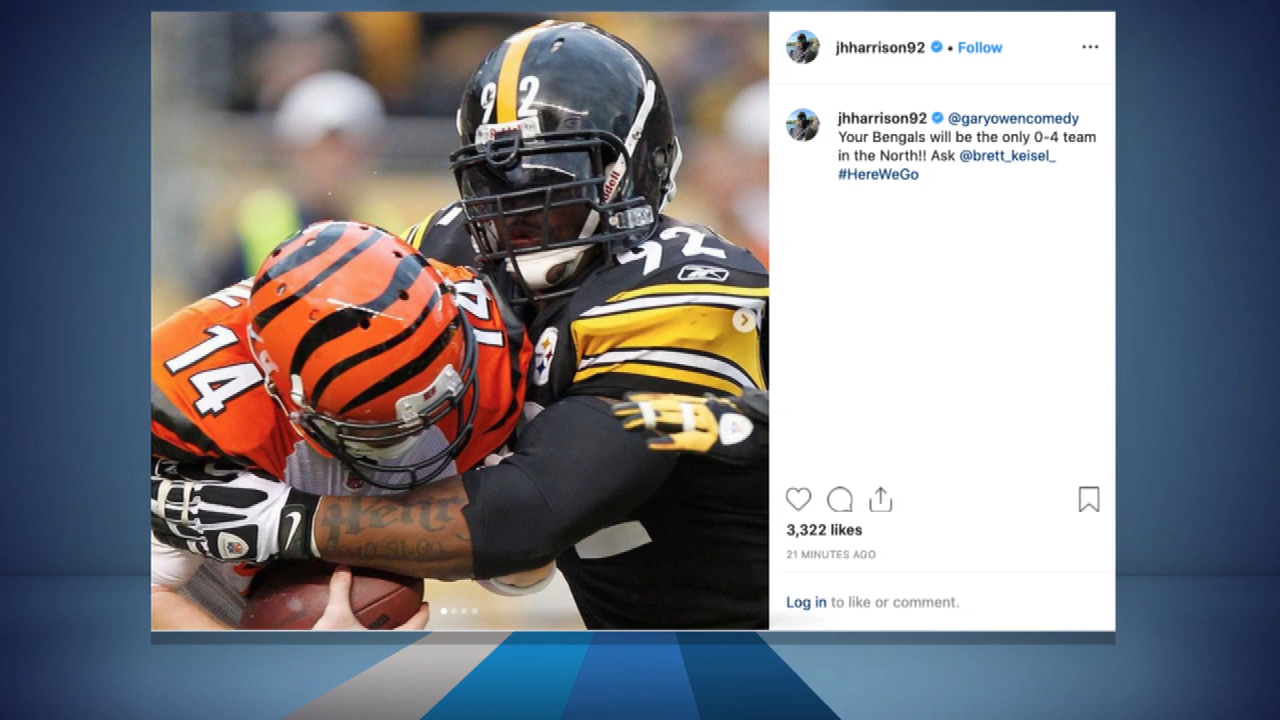 jhharrison92 • Follow
jhharrison92 @garyowencomedy
Your Bengals will be the only 0-4 team
in the North!! Ask @brett_keisel_
#HereWeGo
3,322 likes
21 MINUTES AGO
Log in to like or comment.
92
Riddell
92
14
14